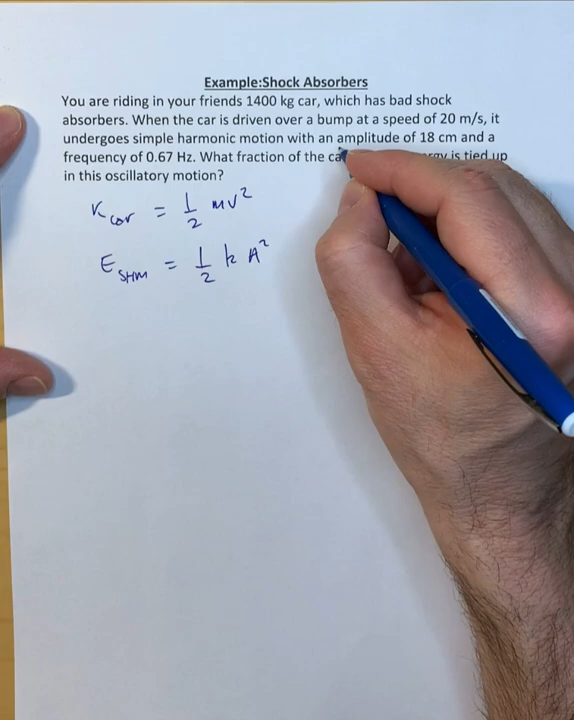 Example:Shock Absorbers
You are riding in your friends 1400 kg car, which has bad shock
absorbers. When the car is driven over a bump at a speed of 20 m/s, it
undergoes simple harmonic motion with an amplitude of 18 cm and a
frequency of 0.67 Hz. What fraction of the is tied up
in this oscillatory motion?
K car = 1/2 mv²
E SHM = 1/2 k A²